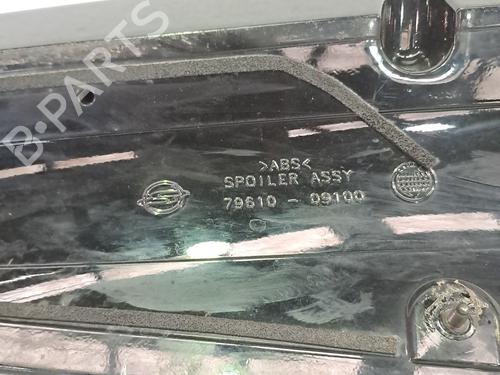 B-PARTS
>ABS<
SPOILER ASSY
79610 - 09100